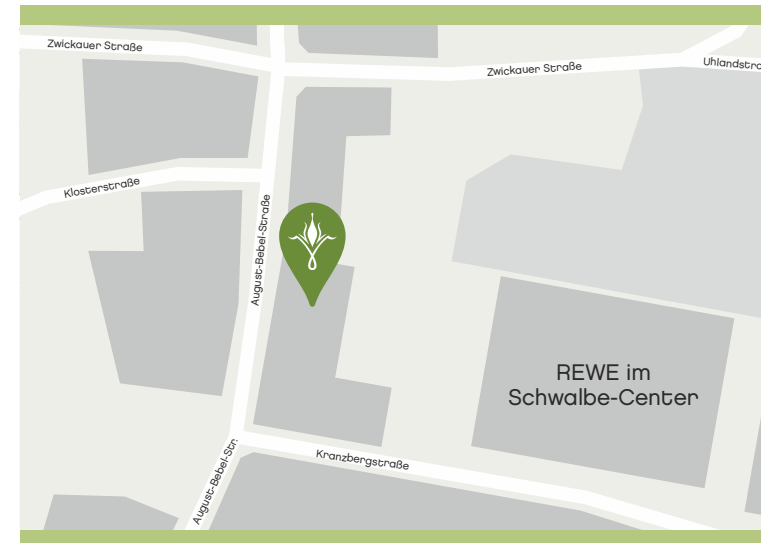 Zwickauer Straße
Zwickauer Straße
Uhlandstra
Klosterstraße
August-Bebel-Straße
REWE im
Schwalbe-Center
Kranzbergstraße
August-Bebel-Str.